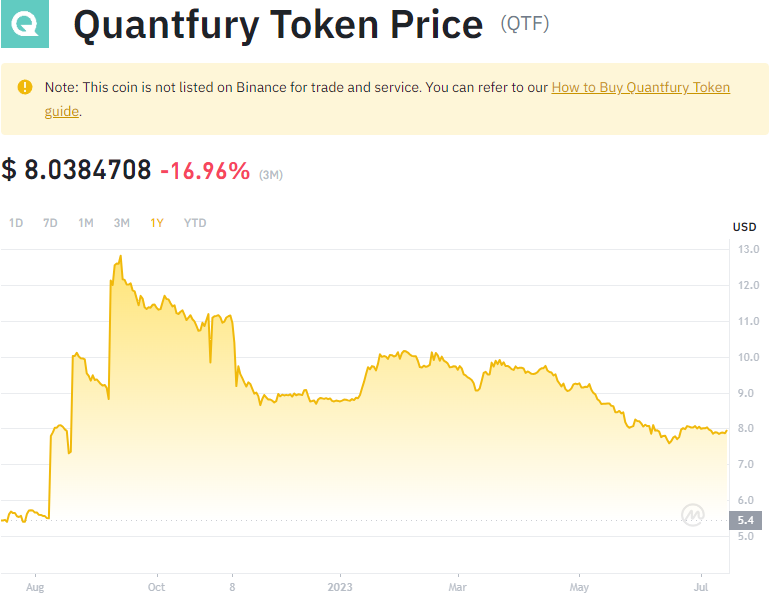 Quantfury Token Price (QTF)
Note: This coin is not listed on Binance for trade and service. You can refer to our How to Buy Quantfury Token
guide.
$ 8.0384708 -16.96% (3M)
1D 7D 1M 3M 1Y YTD
USD
13.0
12.0
11.0
10.0
9.0
8.0
7.0
6.0
5.4
5.0
Aug Oct 8 2023 Mar May Jul